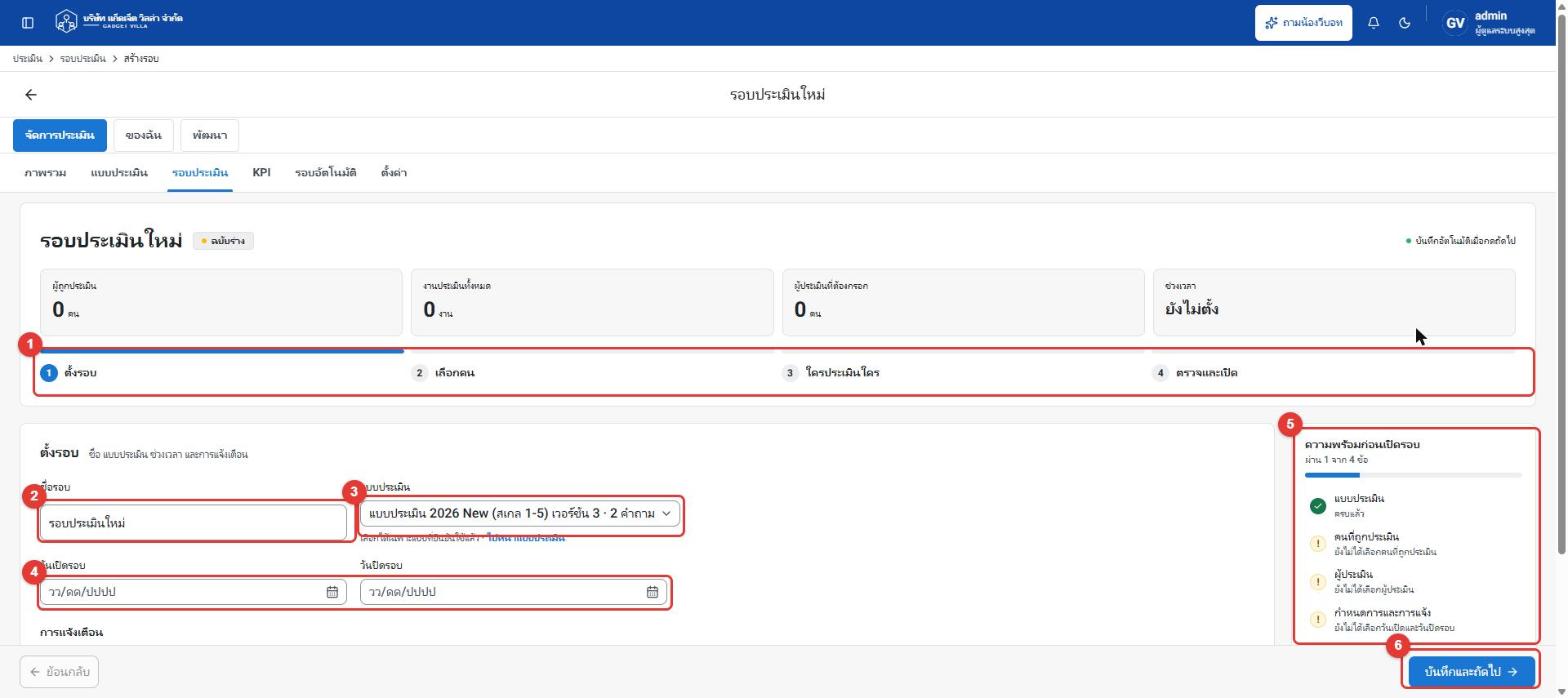 บริษัท แก็ดเจ็ต วิลล่า จำกัด
GADGET VILLA
ถามน้องวีบอท
GV
admin
ผู้ดูแลระบบสูงสุด
ประเมิน > รอบประเมิน > สร้างรอบ
รอบประเมินใหม่
จัดการประเมิน
ของฉัน
พัฒนา
ภาพรวม
แบบประเมิน
รอบประเมิน
KPI
รอบอัตโนมัติ
ตั้งค่า
รอบประเมินใหม่
ฉบับร่าง
บันทึกอัตโนมัติเมื่อกดถัดไป
ผู้ถูกประเมิน
0 คน
งานประเมินทั้งหมด
0 งาน
ผู้ประเมินที่ต้องกรอก
0 คน
ช่วงเวลา
ยังไม่ตั้ง
1
1 ตั้งรอบ
2 เลือกคน
3 ใครประเมินใคร
4 ตรวจและเปิด
ตั้งรอบ ชื่อ แบบประเมิน ช่วงเวลา และการแจ้งเตือน
2
ชื่อรอบ
รอบประเมินใหม่
3
แบบประเมิน
แบบประเมิน 2026 New (สเกล 1-5) เวอร์ชัน 3 · 2 คำถาม
เลือกได้เฉพาะแบบที่ยืนยันใช้แล้ว · ไปหน้าแบบประเมิน
4
วันเปิดรอบ
วว/ดด/ปปปป
วันปิดรอบ
วว/ดด/ปปปป
การแจ้งเตือน
5
ความพร้อมก่อนเปิดรอบ
ผ่าน 1 จาก 4 ข้อ
แบบประเมิน
ครบแล้ว
คนที่ถูกประเมิน
ยังไม่ได้เลือกคนที่ถูกประเมิน
ผู้ประเมิน
ยังไม่ได้เลือกผู้ประเมิน
กำหนดการและการแจ้ง
ยังไม่ได้เลือกวันเปิดและวันปิดรอบ
6
ย้อนกลับ
บันทึกและถัดไป